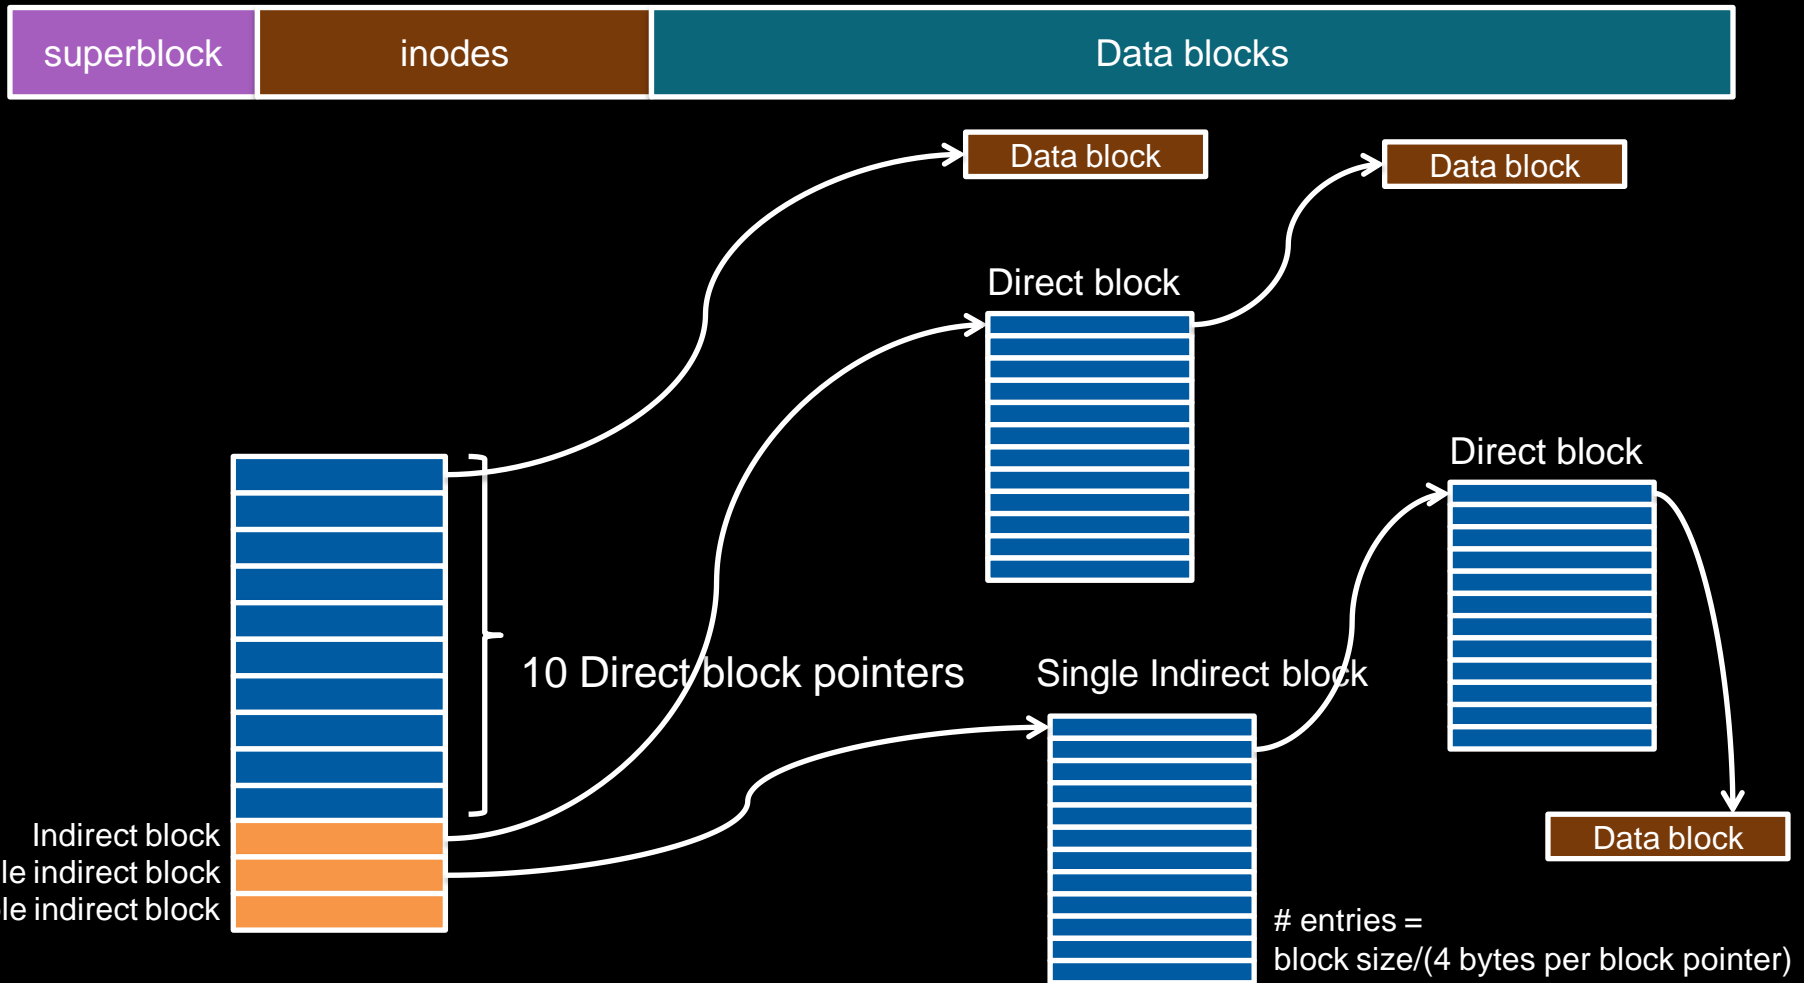 superblock
inodes
Data blocks
Data block
Data block
Direct block
Direct block
10 Direct block pointers
Single Indirect block
Indirect block
le indirect block
le indirect block
Data block
# entries =
block size/(4 bytes per block pointer)